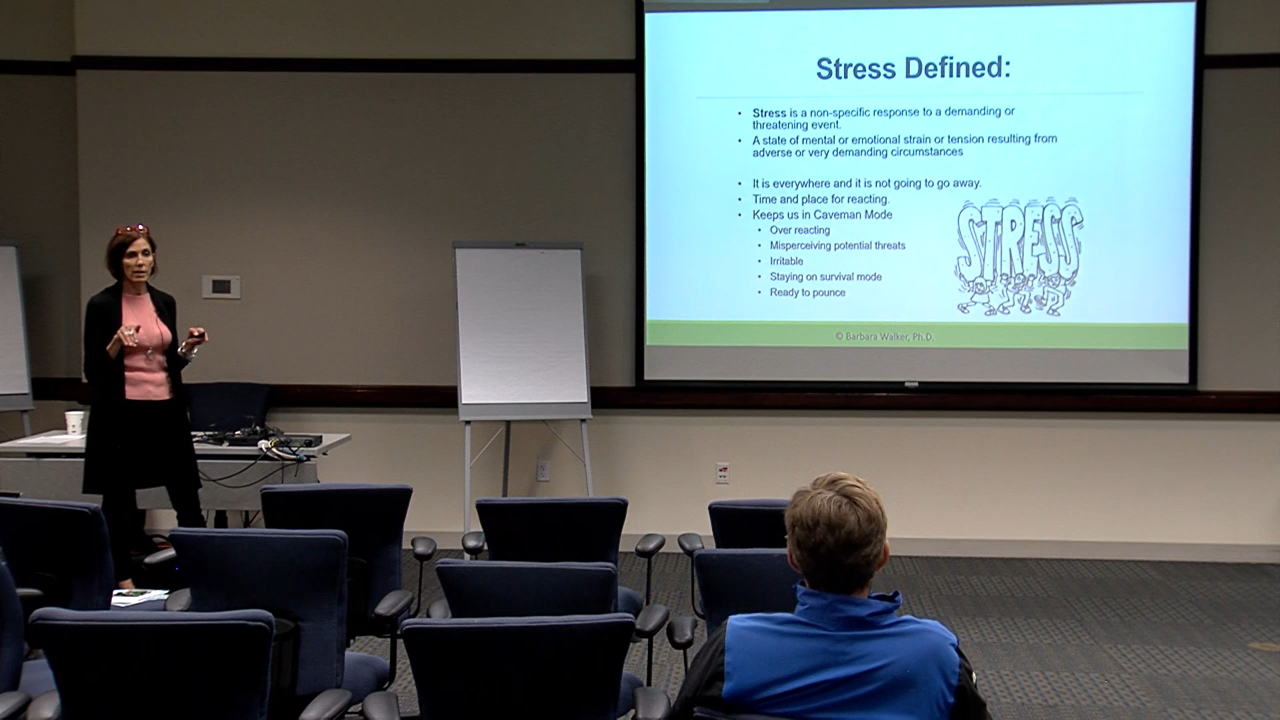 Stress Defined:
• Stress is a non-specific response to a demanding or
threatening event.
• A state of mental or emotional strain or tension resulting from
adverse or very demanding circumstances
• It is everywhere and it is not going to go away.
• Time and place for reacting.
• Keeps us in Caveman Mode
• Over reacting
• Misperceiving potential threats
• Irritable
• Staying on survival mode
• Ready to pounce
STRESS
© Barbara Walker, Ph.D.